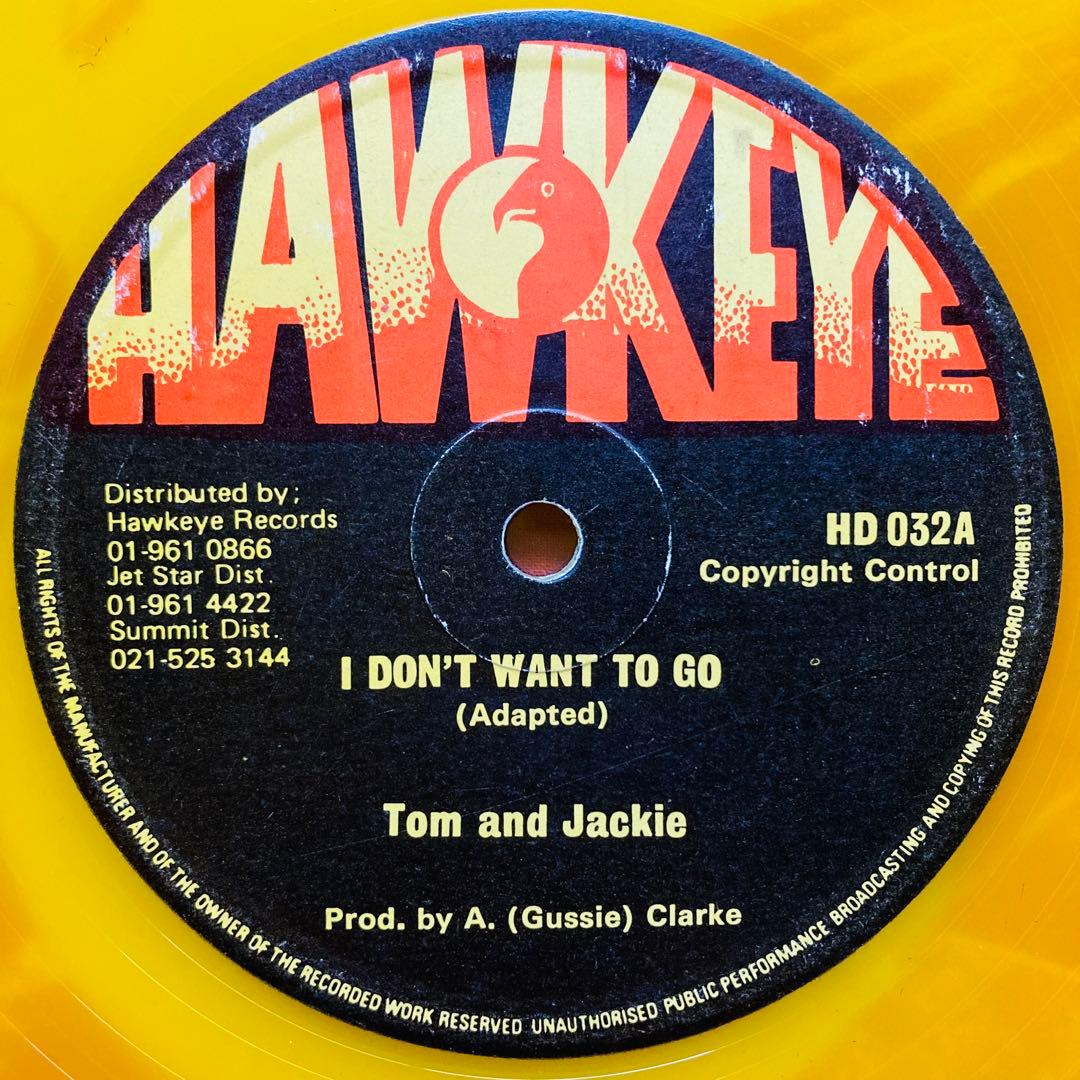 HAWKEYE
Distributed by;
Hawkeye Records
01-961 0866
Jet Star Dist.
01-961 4422
Summit Dist.
021-525 3144
HD 032A
Copyright Control
I DON'T WANT TO GO
(Adapted)
Tom and Jackie
Prod. by A. (Gussie) Clarke
ALL RIGHTS OF THE MANUFACTURER AND OF THE OWNER OF THE RECORDED WORK RESERVED UNAUTHORISED PUBLIC PERFORMANCE BROADCASTING AND COPYING OF THIS RECORD PROHIBITED